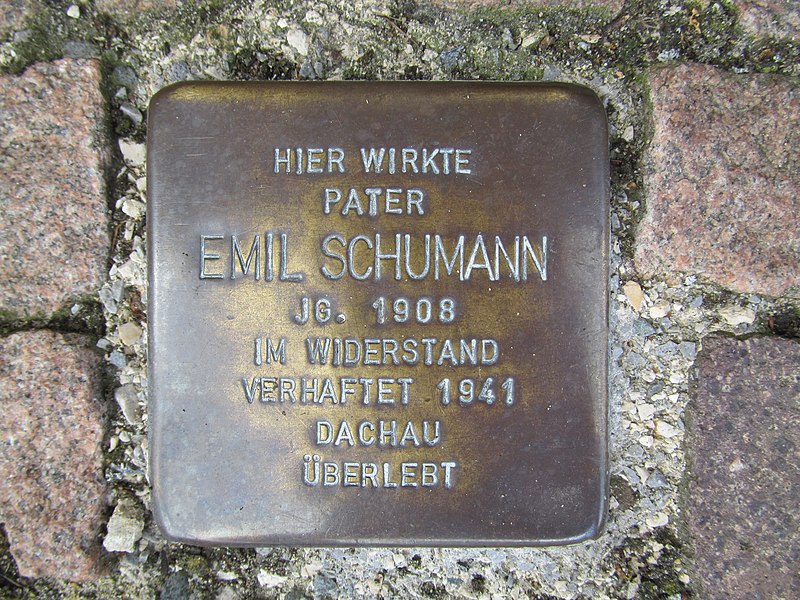 HIER WIRKTE
PATER
EMIL SCHUMANN
JG. 1908
IM WIDERSTAND
VERHAFTET 1941
DACHAU
ÜBERLEBT